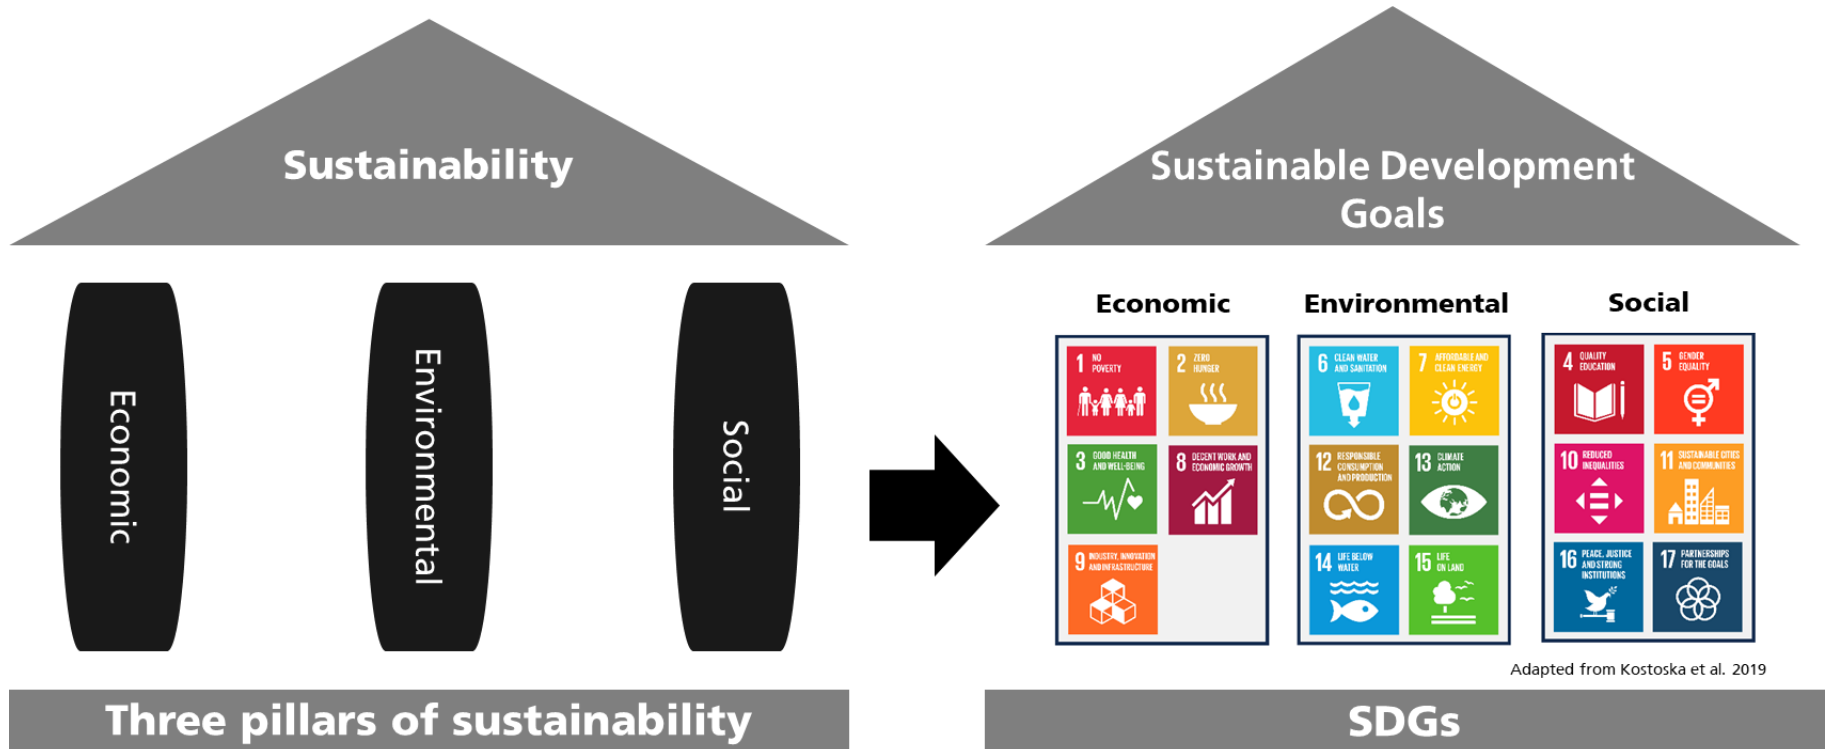 Sustainability
Economic
Environmental
Social
Three pillars of sustainability
Sustainable Development
Goals
Economic
1 NO
POVERTY
2 ZERO
HUNGER
3 GOOD HEALTH
AND WELL-BEING
8 DECENT WORK AND
ECONOMIC GROWTH
9 INDUSTRY, INNOVATION
AND INFRASTRUCTURE
Environmental
6 CLEAN WATER
AND SANITATION
7 AFFORDABLE AND
CLEAN ENERGY
12 RESPONSIBLE
CONSUMPTION
AND PRODUCTION
13 CLIMATE
ACTION
14 LIFE BELOW
WATER
15 LIFE
ON LAND
Social
4 QUALITY
EDUCATION
5 GENDER
EQUALITY
10 REDUCED
INEQUALITIES
11 SUSTAINABLE CITIES
AND COMMUNITIES
16 PEACE, JUSTICE
AND STRONG
INSTITUTIONS
17 PARTNERSHIPS
FOR THE GOALS
Adapted from Kostoska et al. 2019
SDGs